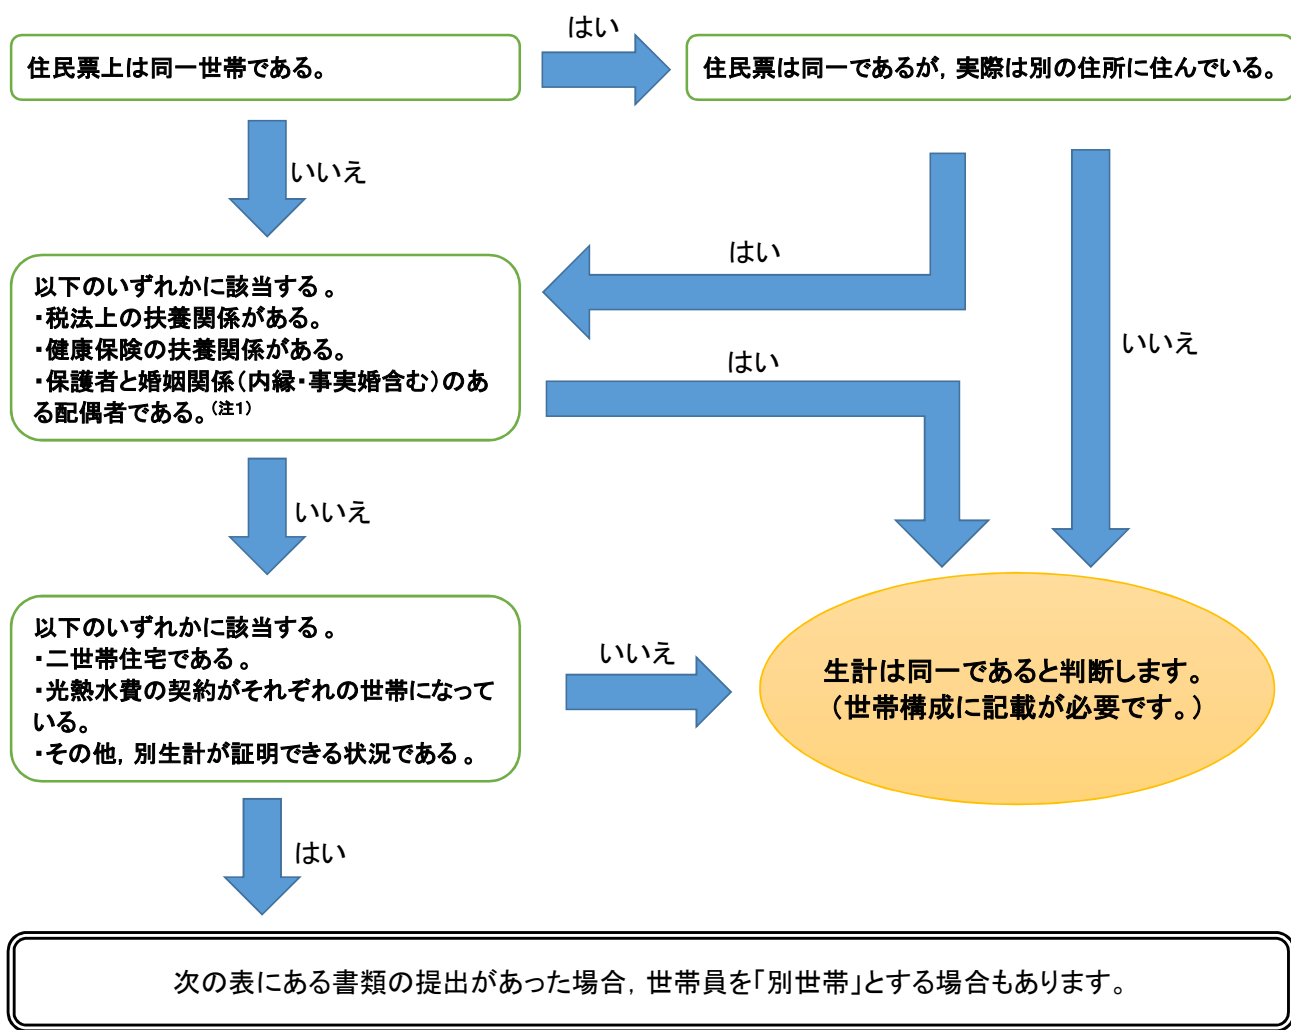 はい
住民票上は同一世帯である。
住民票は同一であるが，実際は別の住所に住んでいる。
いいえ
はい
以下のいずれかに該当する。
・税法上の扶養関係がある。
・健康保険の扶養関係がある。
・保護者と婚姻関係（内縁・事実婚含む）のあ
る配偶者である。（注1）
いいえ
はい
いいえ
以下のいずれかに該当する。
・二世帯住宅である。
・光熱水費の契約がそれぞれの世帯になって
いる。
・その他，別生計が証明できる状況である。
いいえ
生計は同一であると判断します。
（世帯構成に記載が必要です。）
はい
次の表にある書類の提出があった場合，世帯員を「別世帯」とする場合もあります。